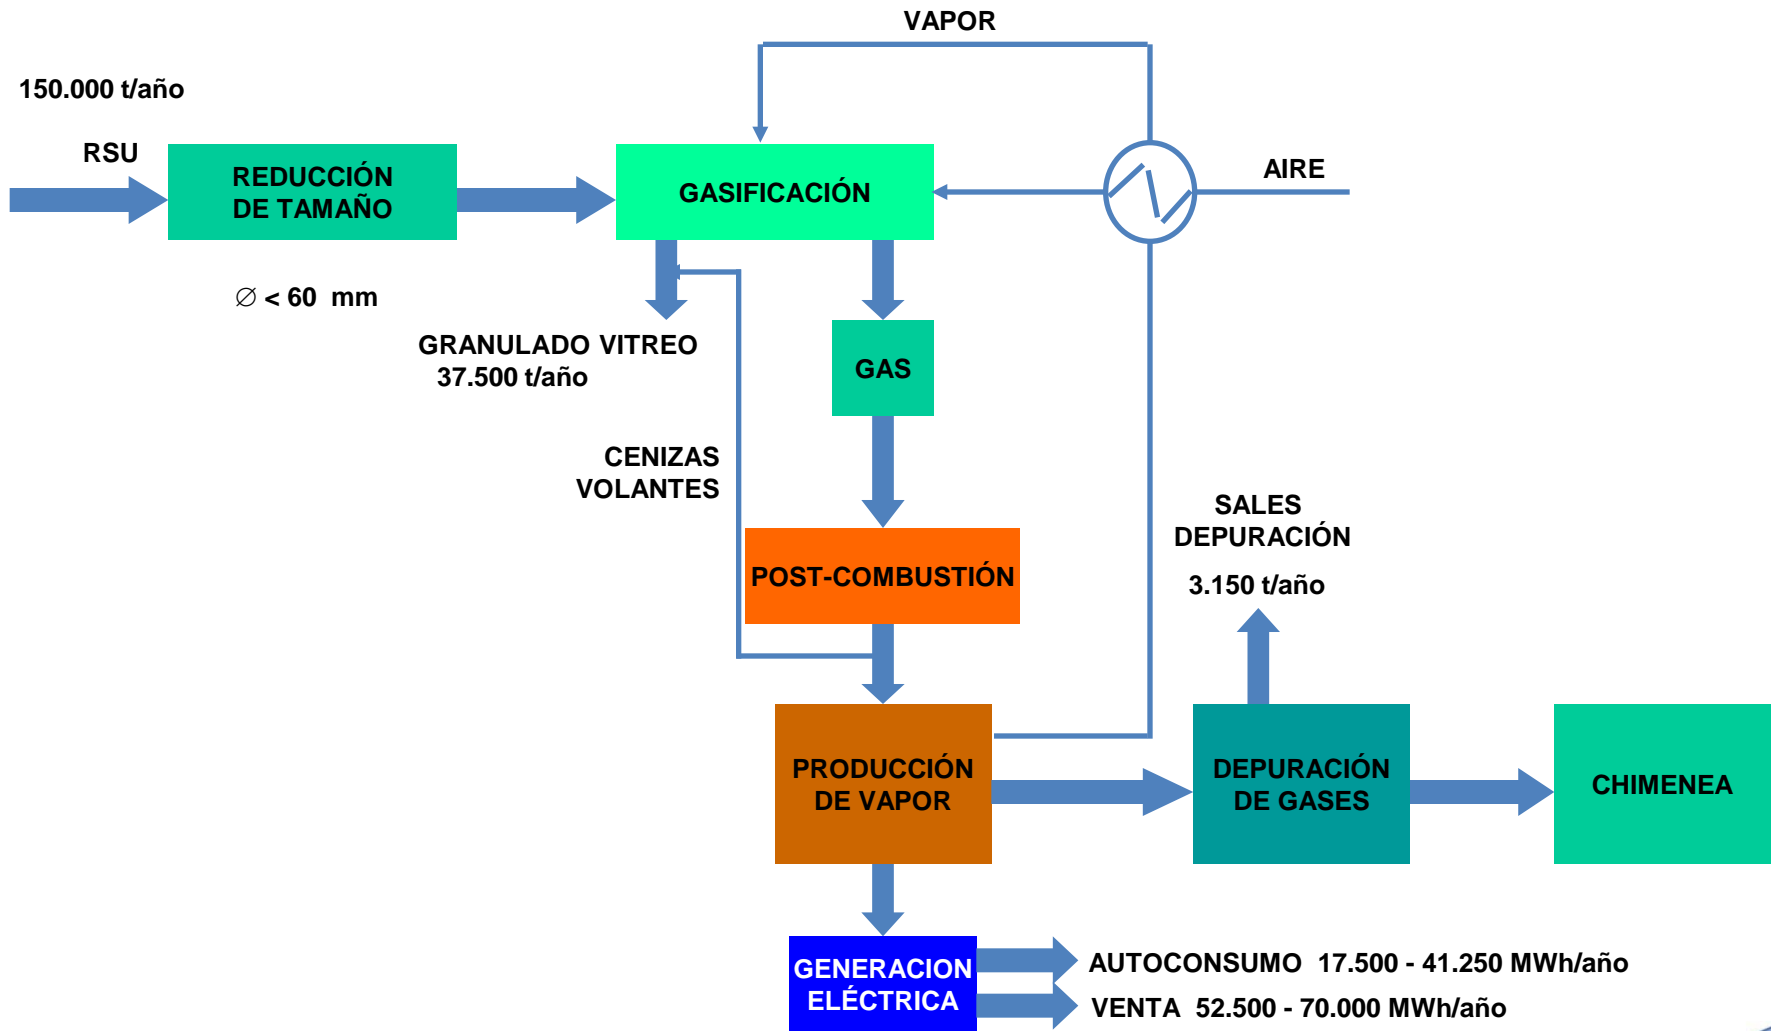 VAPOR
150.000 t/año
RSU
REDUCCIÓN
DE TAMAÑO
GASIFICACIÓN
AIRE
∅ < 60 mm
GRANULADO VITREO
37.500 t/año
GAS
CENIZAS
VOLANTES
SALES
DEPURACIÓN
3.150 t/año
POST-COMBUSTIÓN
PRODUCCIÓN
DE VAPOR
DEPURACIÓN
DE GASES
CHIMENEA
GENERACION
ELÉCTRICA
AUTOCONSUMO 17.500 - 41.250 MWh/año
VENTA 52.500 - 70.000 MWh/año